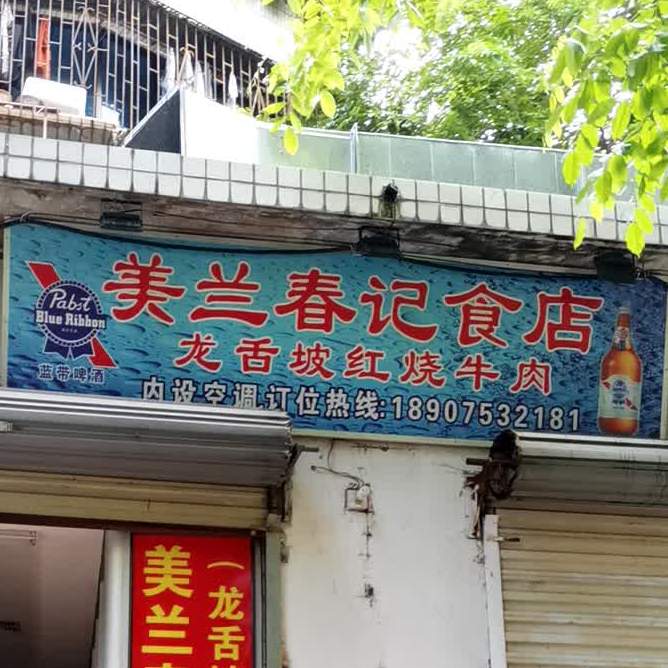 美兰春记食店
龙舌坡红烧牛肉
内设空调,订位热线:18907532181
Pabst
Blue Ribbon
蓝带啤酒
美兰
(龙舌